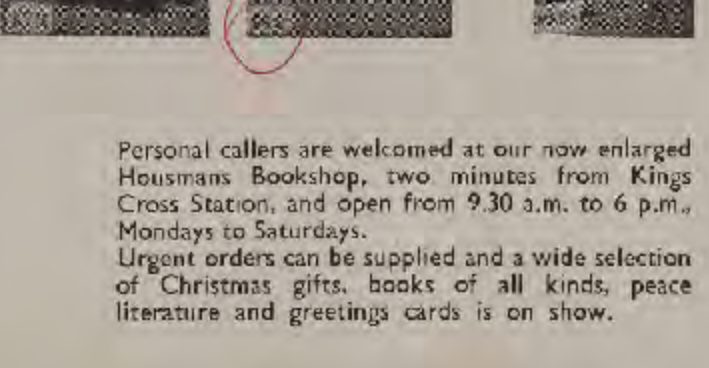 Personal callers are welcomed at our now enlarged
Housmans Bookshop, two minutes from Kings
Cross Station, and open from 9.30 a.m. to 6 p.m.,
Mondays to Saturdays.
Urgent orders can be supplied and a wide selection
of Christmas gifts, books of all kinds, peace
literature and greetings cards is on show.